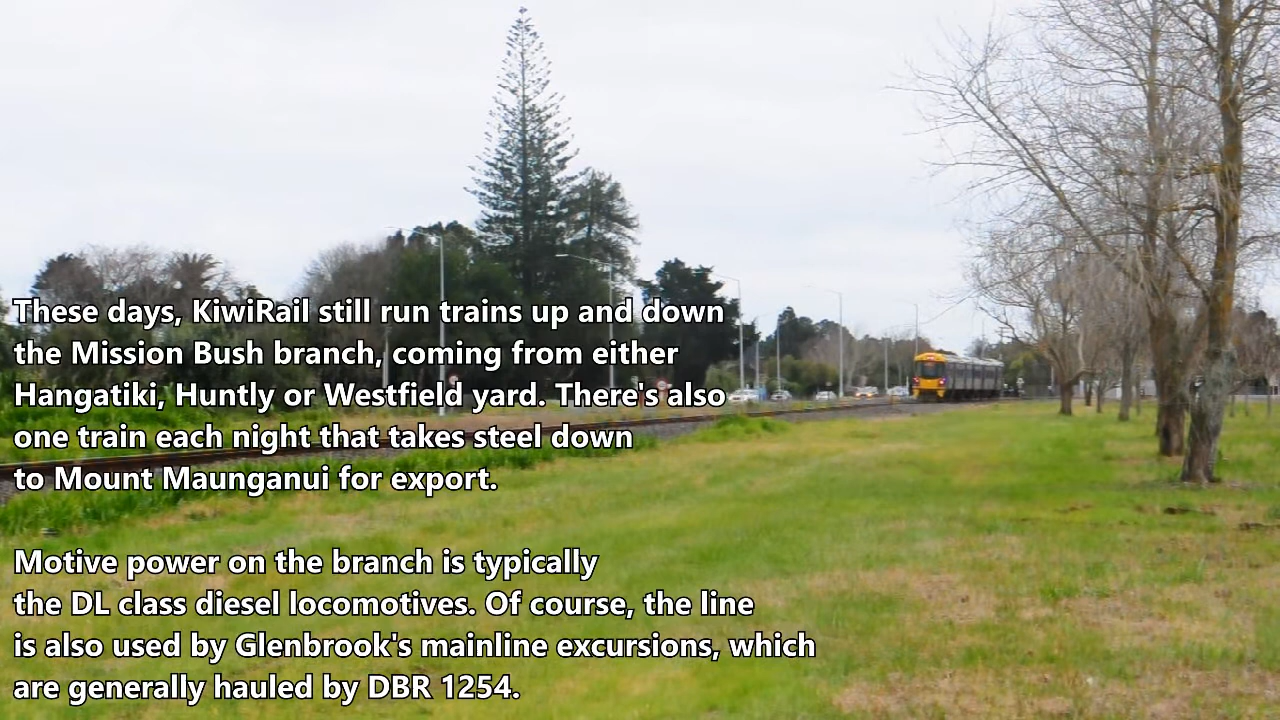 These days, KiwiRail still run trains up and down
the Mission Bush branch, coming from either
Hangatiki, Huntly or Westfield yard. There's also
one train each night that takes steel down
to Mount Maunganui for export.
Motive power on the branch is typically
the DL class diesel locomotives. Of course, the line
is also used by Glenbrook's mainline excursions, which
are generally hauled by DBR 1254.